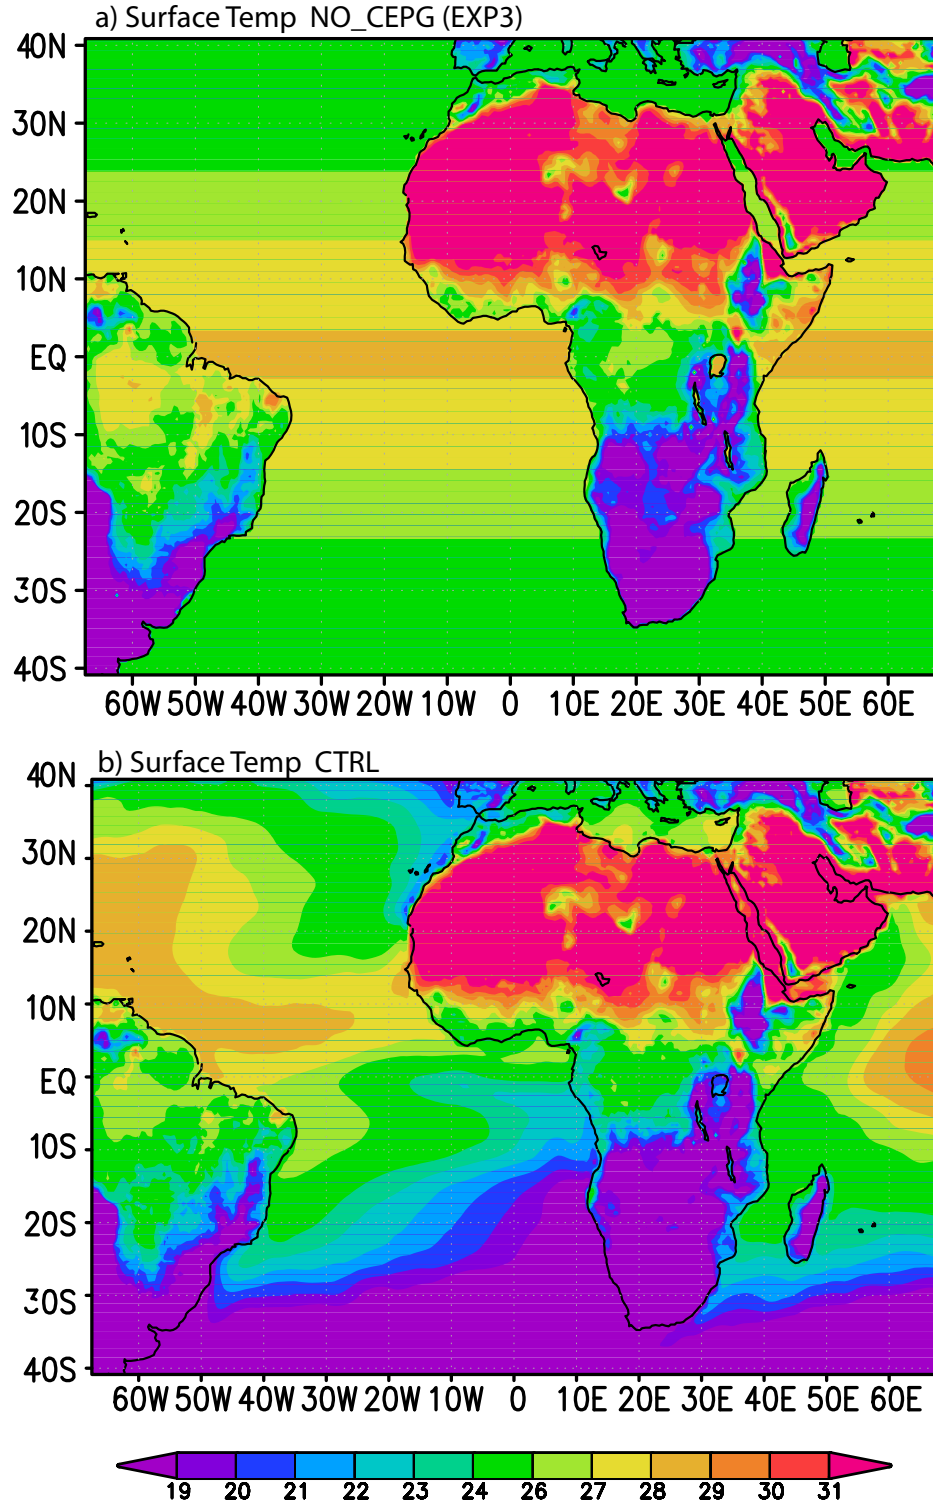 a) Surface Temp NO_CEPG (EXP3)
40N
30N
20N
10N
EQ
10S
20S
30S
40S
60W 50W 40W 30W 20W 10W 0 10E 20E 30E 40E 50E 60E
b) Surface Temp CTRL
40N
30N
20N
10N
EQ
10S
20S
30S
40S
60W 50W 40W 30W 20W 10W 0 10E 20E 30E 40E 50E 60E
19 20 21 22 23 24 26 27 28 29 30 31